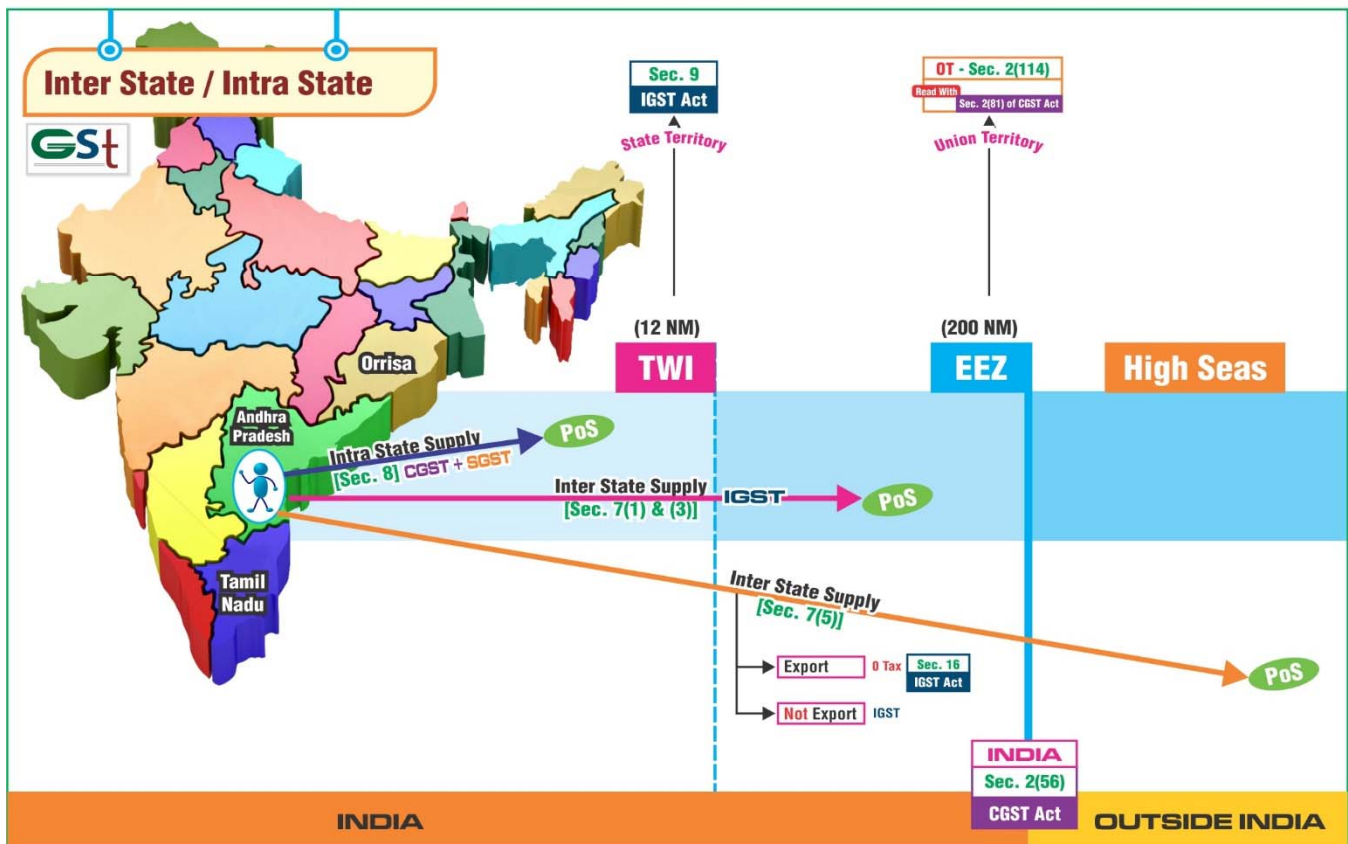 Inter State / Intra State
GSt
Sec. 9
IGST Act
State Territory
OT - Sec. 2(114)
Read With
Sec. 2(81) of CGST Act
Union Territory
(12 NM)
TWI
(200 NM)
EEZ
High Seas
Orrisa
Andhra
Pradesh
Tamil
Nadu
Intra State Supply
[Sec. 8] CGST + SGST
PoS
Inter State Supply
[Sec. 7(1) & (3)]
IGST
PoS
Inter State Supply
[Sec. 7(5)]
PoS
Export
0 Tax
Sec. 16
IGST Act
Not Export
IGST
INDIA
Sec. 2(56)
CGST Act
INDIA
OUTSIDE INDIA